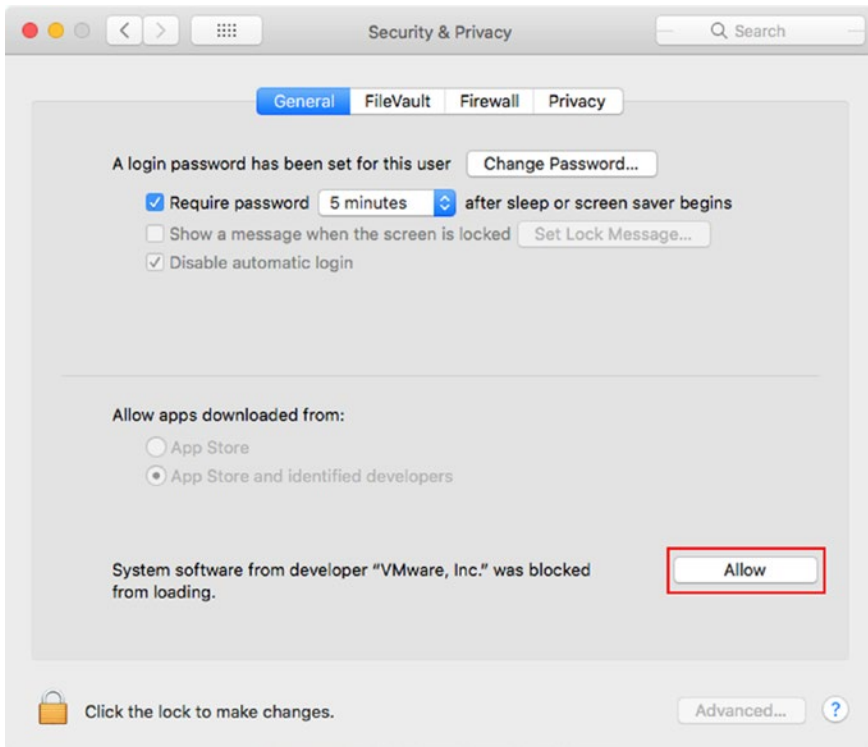 Security & Privacy
Search
General FileVault Firewall Privacy
A login password has been set for this user Change Password...
Require password 5 minutes after sleep or screen saver begins
Show a message when the screen is locked Set Lock Message...
Disable automatic login
Allow apps downloaded from:
App Store
App Store and identified developers
System software from developer “VMware, Inc.” was blocked
from loading.
Allow
Click the lock to make changes.
Advanced... ?